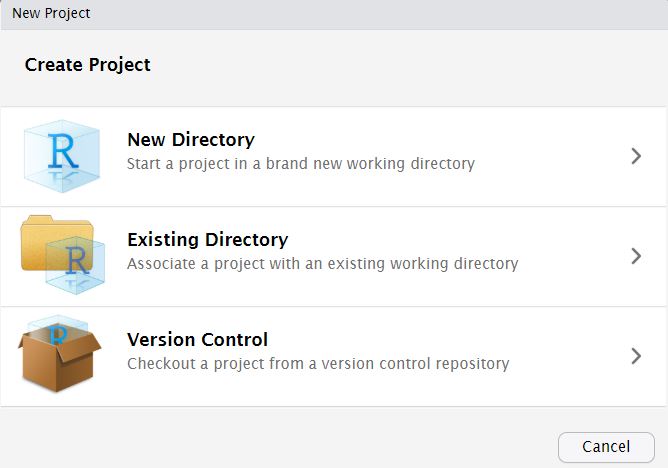 New Project
Create Project
R
New Directory
Start a project in a brand new working directory
R
Existing Directory
Associate a project with an existing working directory
R
Version Control
Checkout a project from a version control repository
Cancel